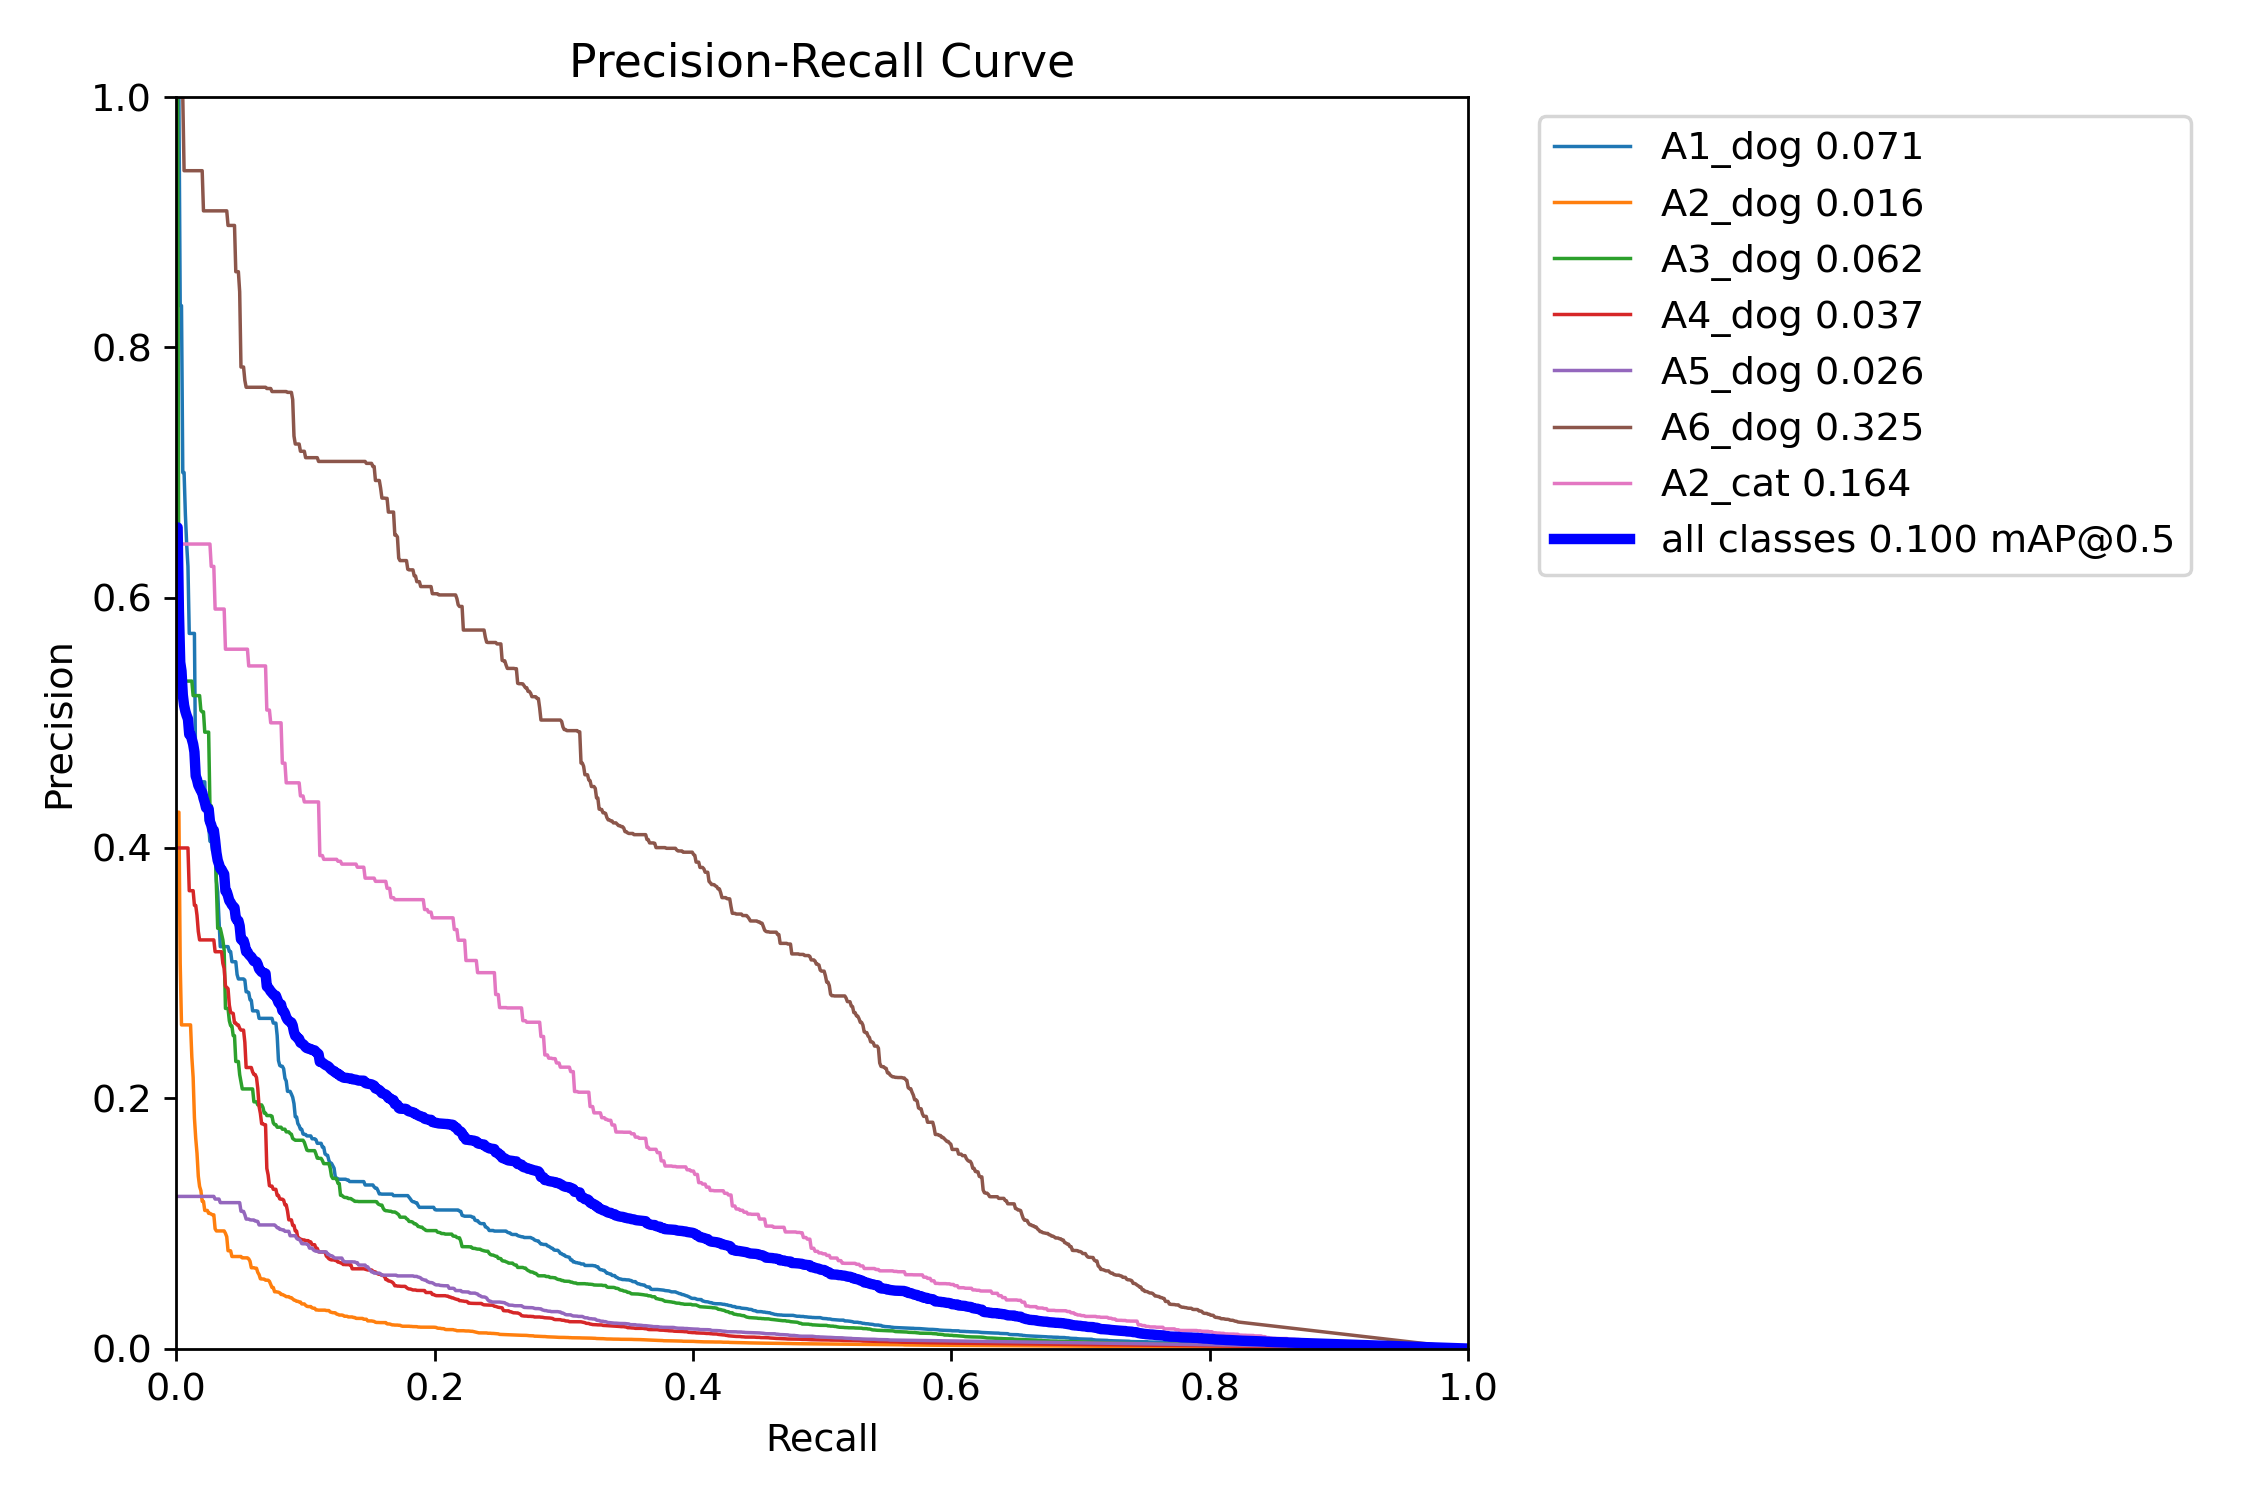 Precision-Recall Curve
1.0
0.8
0.6
0.4
0.2
0.0
Precision
0.0 0.2 0.4 0.6 0.8 1.0
Recall
A1_dog 0.071
A2_dog 0.016
A3_dog 0.062
A4_dog 0.037
A5_dog 0.026
A6_dog 0.325
A2_cat 0.164
all classes 0.100 mAP@0.5